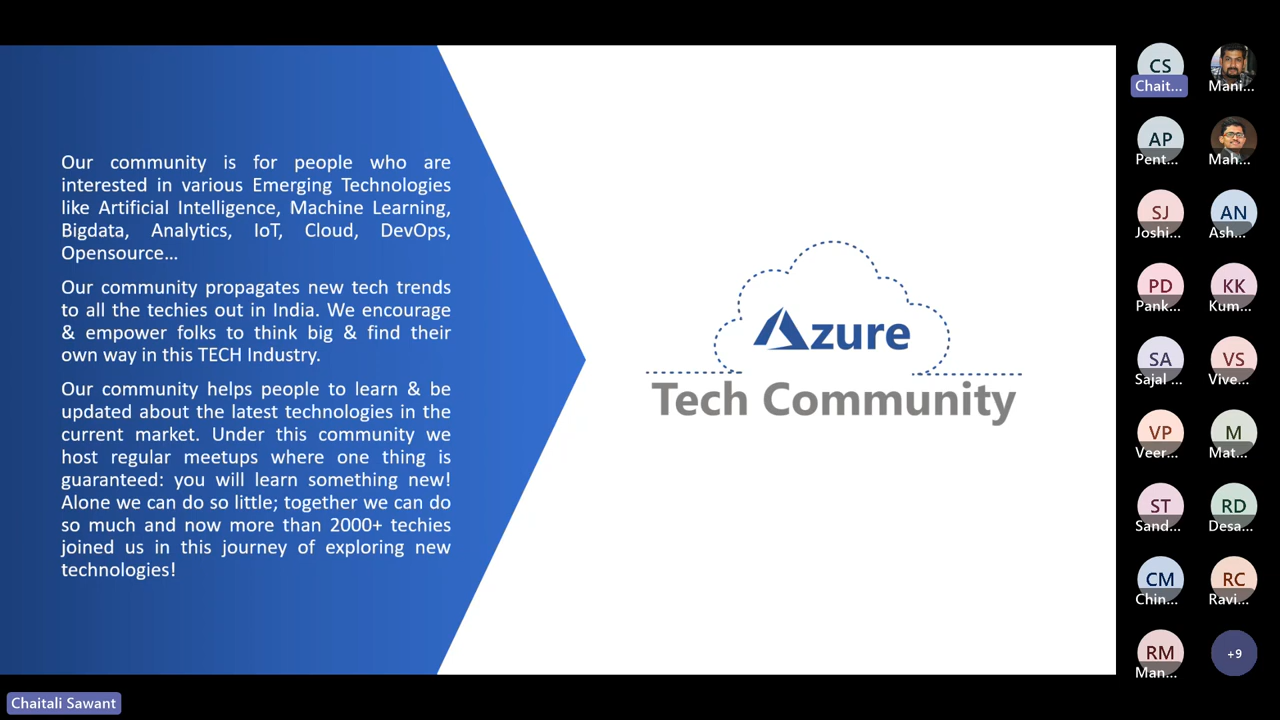 Our community is for people who are
interested in various Emerging Technologies
like Artificial Intelligence, Machine Learning,
Bigdata, Analytics, IoT, Cloud, DevOps,
Opensource...
Our community propagates new tech trends
to all the techies out in India. We encourage
& empower folks to think big & find their
own way in this TECH Industry.
Our community helps people to learn & be
updated about the latest technologies in the
current market. Under this community we
host regular meetups where one thing is
guaranteed: you will learn something new!
Alone we can do so little; together we can do
so much and now more than 2000+ techies
joined us in this journey of exploring new
technologies!
Azure
Tech Community
CS
Chait...
Mani...
AP
Pent...
Mah...
SJ
Joshi...
AN
Ash...
PD
Pank...
KK
Kum...
SA
Sajal ...
VS
Vive...
VP
Veer...
M
Mat...
ST
Sand...
RD
Desa...
CM
Chin...
RC
Ravi...
RM
Man...
+9
Chaitali Sawant